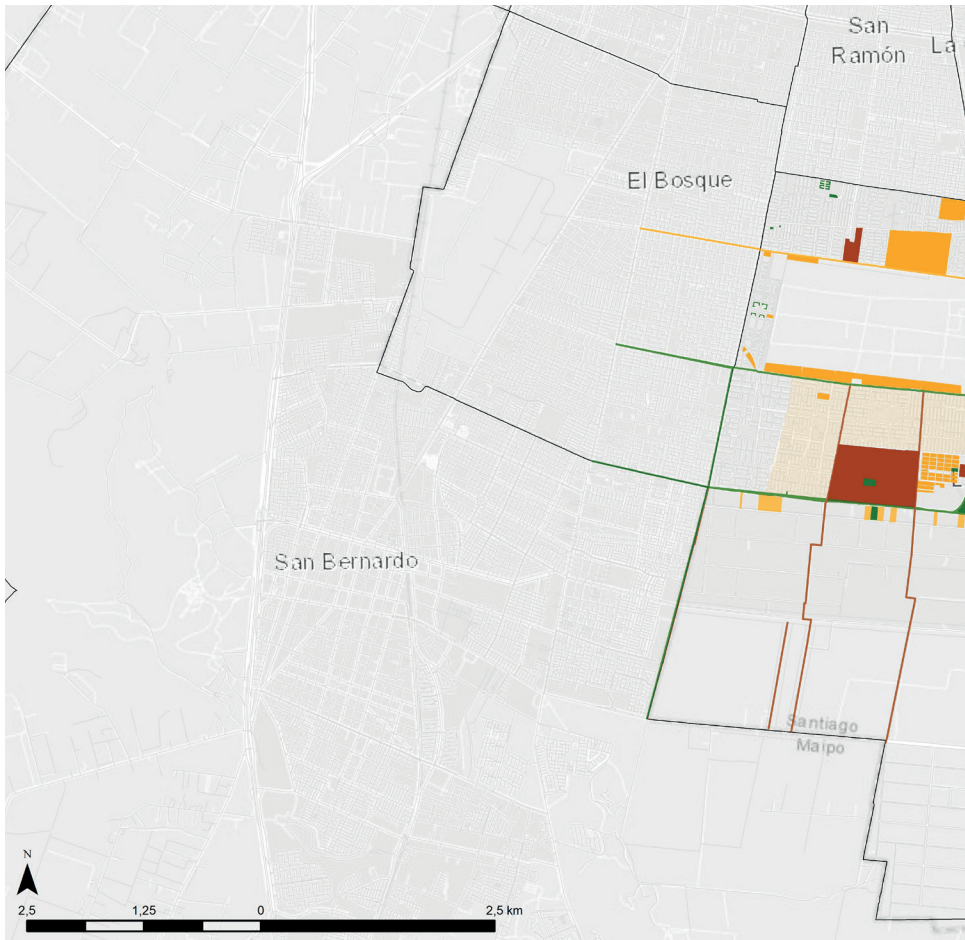 San
Ramón
La
El Bosque
San Bernardo
Santiago
Maipo
N
2,5
1,25
0
2,5 km